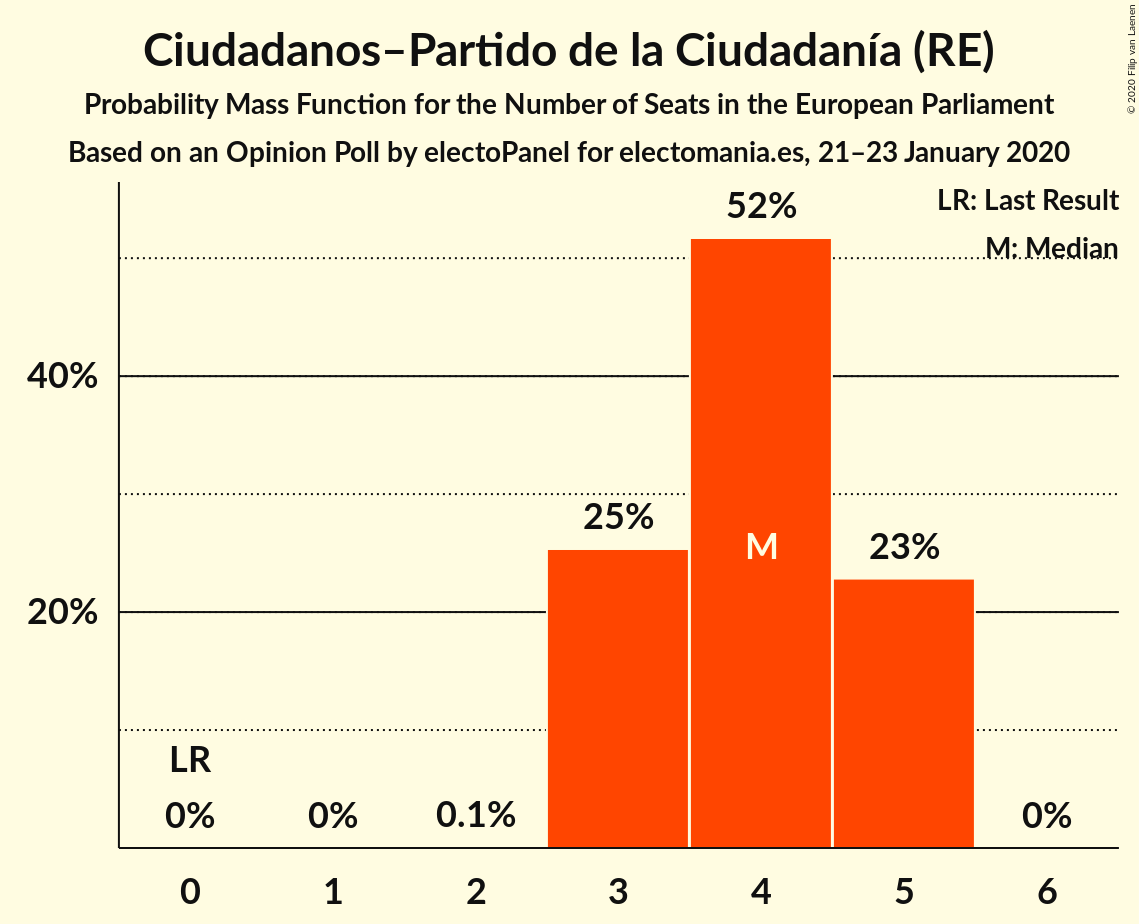 Ciudadanos–Partido de la Ciudadanía (RE)
Probability Mass Function for the Number of Seats in the European Parliament
Based on an Opinion Poll by electoPanel for electomania.es, 21–23 January 2020
© 2020 Filip van Laenen
LR: Last Result
M: Median
52%
40%
25%
M
23%
20%
LR
0%
0%
0.1%
0%
0
1
2
3
4
5
6